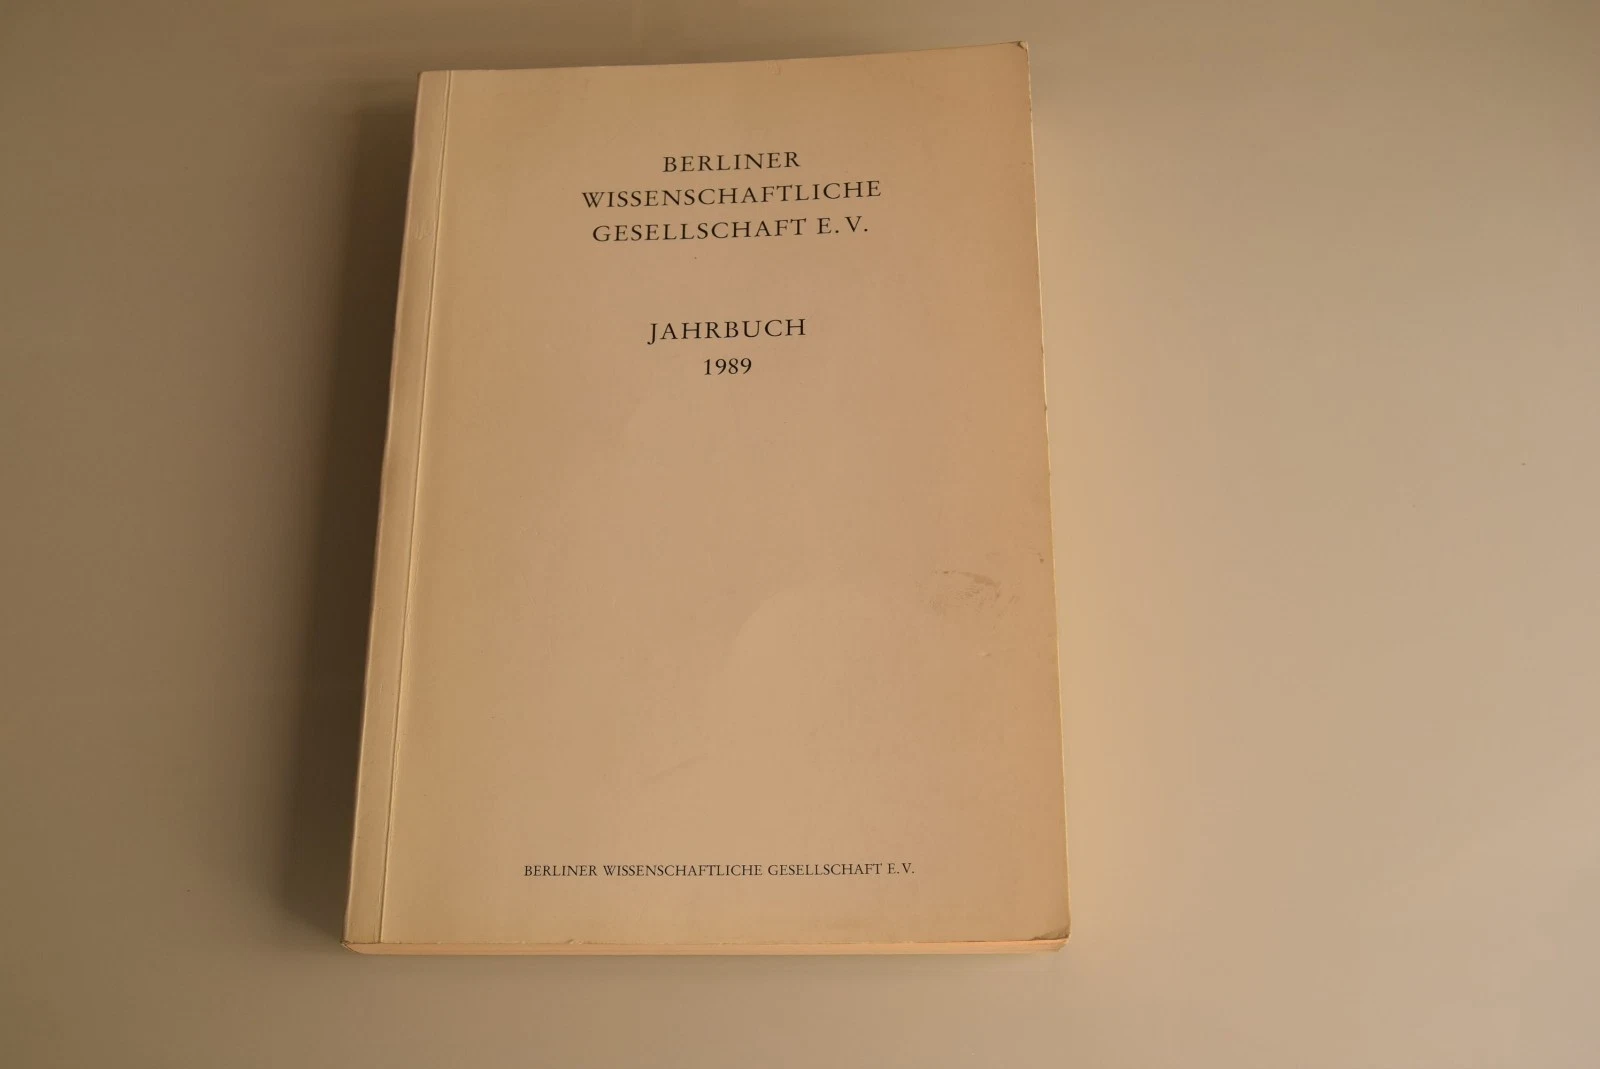 BERLINER
WISSENSCHAFTLICHE
GESELLSCHAFT E. V.
JAHRBUCH
1989
BERLINER WISSENSCHAFTLICHE GESELLSCHAFT E. V.